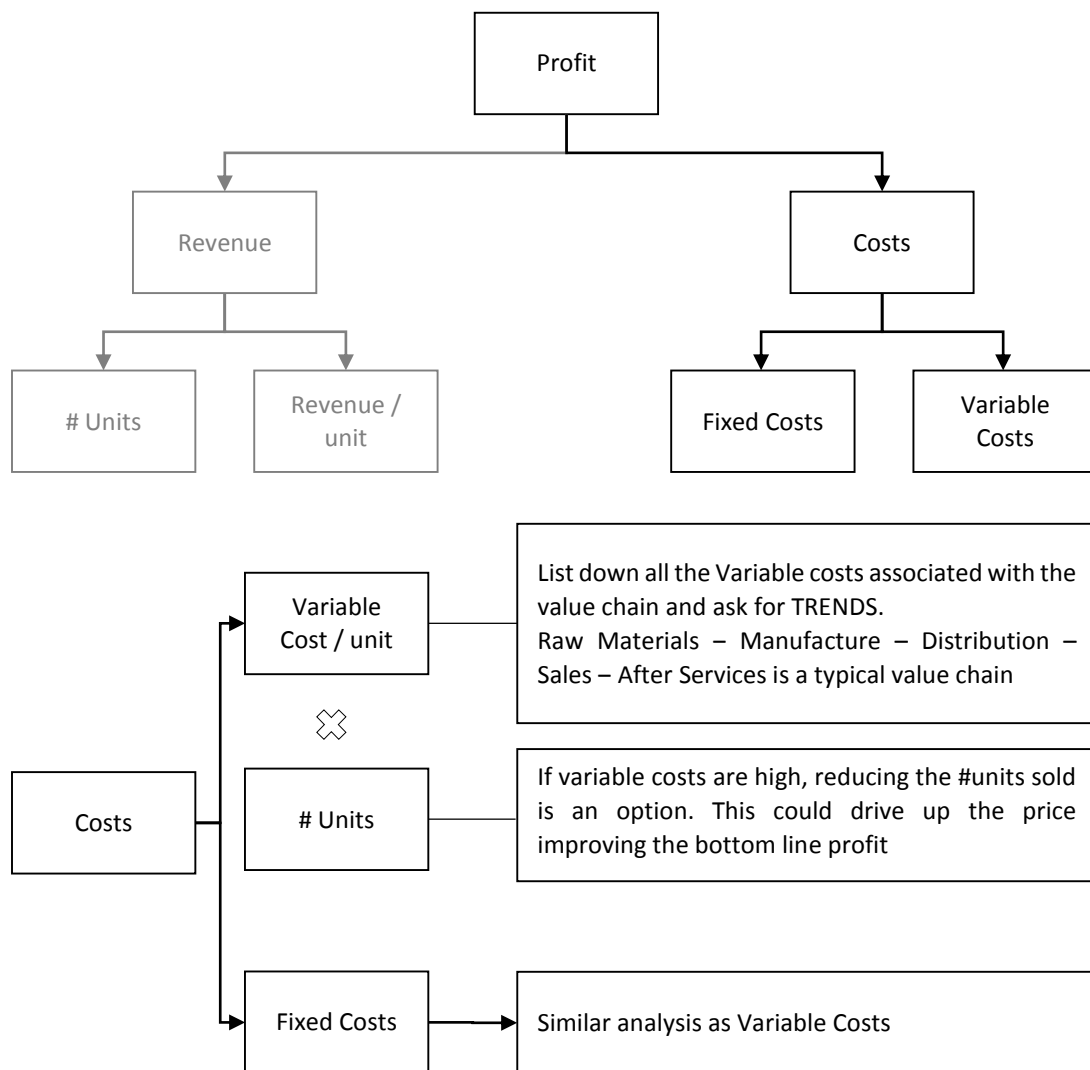 Profit
Revenue
Costs
# Units
Revenue /
unit
Fixed Costs
Variable
Costs
Variable
Cost / unit
List down all the Variable costs associated with the
value chain and ask for TRENDS.
Raw Materials – Manufacture – Distribution –
Sales – After Services is a typical value chain
Costs
# Units
If variable costs are high, reducing the #units sold
is an option. This could drive up the price
improving the bottom line profit
Fixed Costs
Similar analysis as Variable Costs